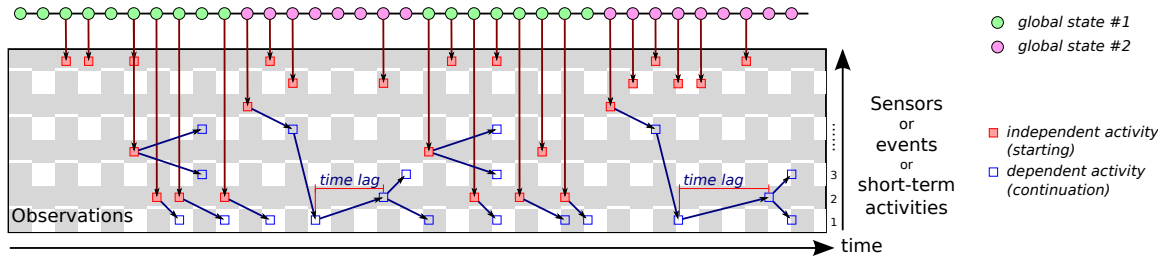 global state #1
global state #2
Sensors
or
events
or
short-term
activities
independent activity
(starting)
dependent activity
(continuation)
......
3
2
1
time lag
time lag
Observations
time